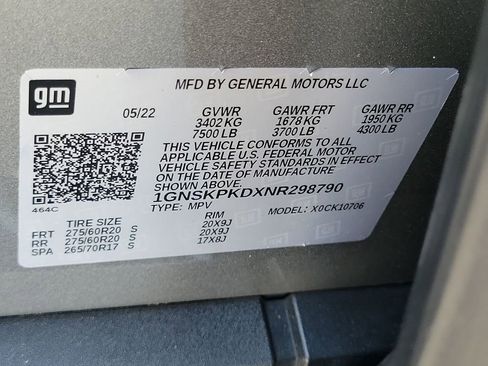 gm
MFD BY GENERAL MOTORS LLC
05/22 GVWR GAWR FRT GAWR RR
3402 KG 1678 KG 1950 KG
7500 LB 3700 LB 4300 LB
THIS VEHICLE CONFORMS TO ALL
APPLICABLE U.S. FEDERAL MOTOR
VEHICLE SAFETY STANDARDS IN EFFECT
ON THE DATE OF MANUFACTURE
SHOWN ABOVE.
1GNSKPKDXNR298790
464C
TYPE: MPV MODEL: X0CK10706
TIRE SIZE RIM
FRT 275/60R20 S 20X9J
RR 275/60R20 S 20X9J
SPA 265/70R17 S 17X8J